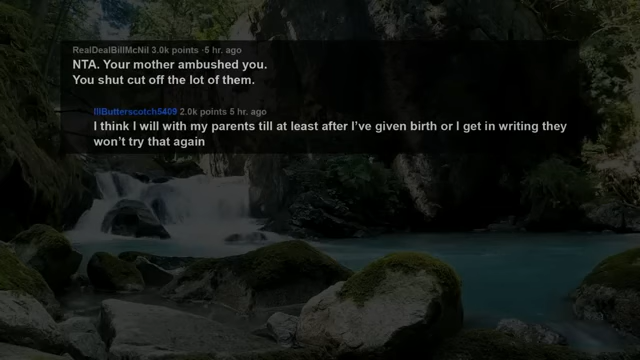 RealDealBillMcNil 3.0k points ·5 hr. ago
NTA. Your mother ambushed you.
You shut cut off the lot of them.
IllButterscotch5409 2.0k points 5 hr. ago
I think I will with my parents till at least after I've given birth or I get in writing they
won't try that again